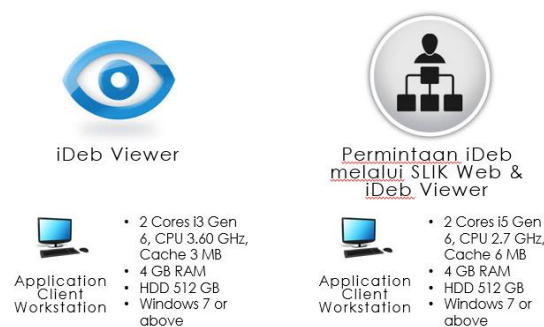 iDeb Viewer
Application
Client
Workstation
• 2 Cores i3 Gen
6, CPU 3.60 GHz,
Cache 3 MB
• 4 GB RAM
• HDD 512 GB
• Windows 7 or
above
Permintaan iDeb
melalui SLIK Web &
iDeb Viewer
Application
Client
Workstation
• 2 Cores i5 Gen
6, CPU 2.7 GHz,
Cache 6 MB
• 4 GB RAM
• HDD 512 GB
• Windows 7 or
above